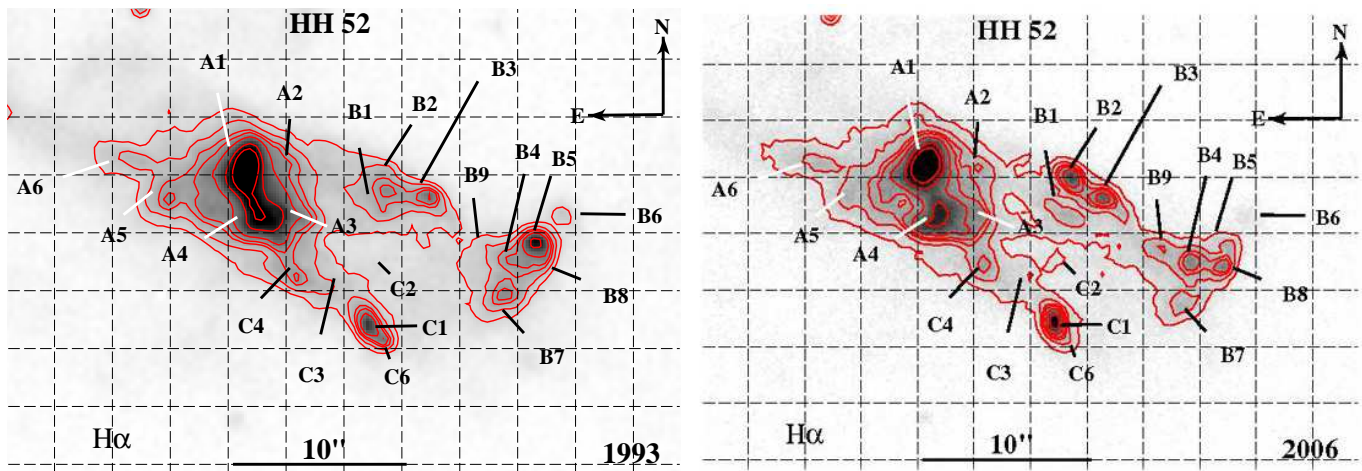 HH 52
N
E
A1
A2
B1
B2
B3
B9
B4
B5
A6
B6
A5
A3
A4
B8
C2
C4
C1
B7
C3
C6
Hα
10"
1993
HH 52
N
E
A1
A2
B1
B2
B3
B9
B4
B5
A6
B6
A5
A3
A4
C2
B8
C4
C1
C3
C6
B7
Hα
10"
2006